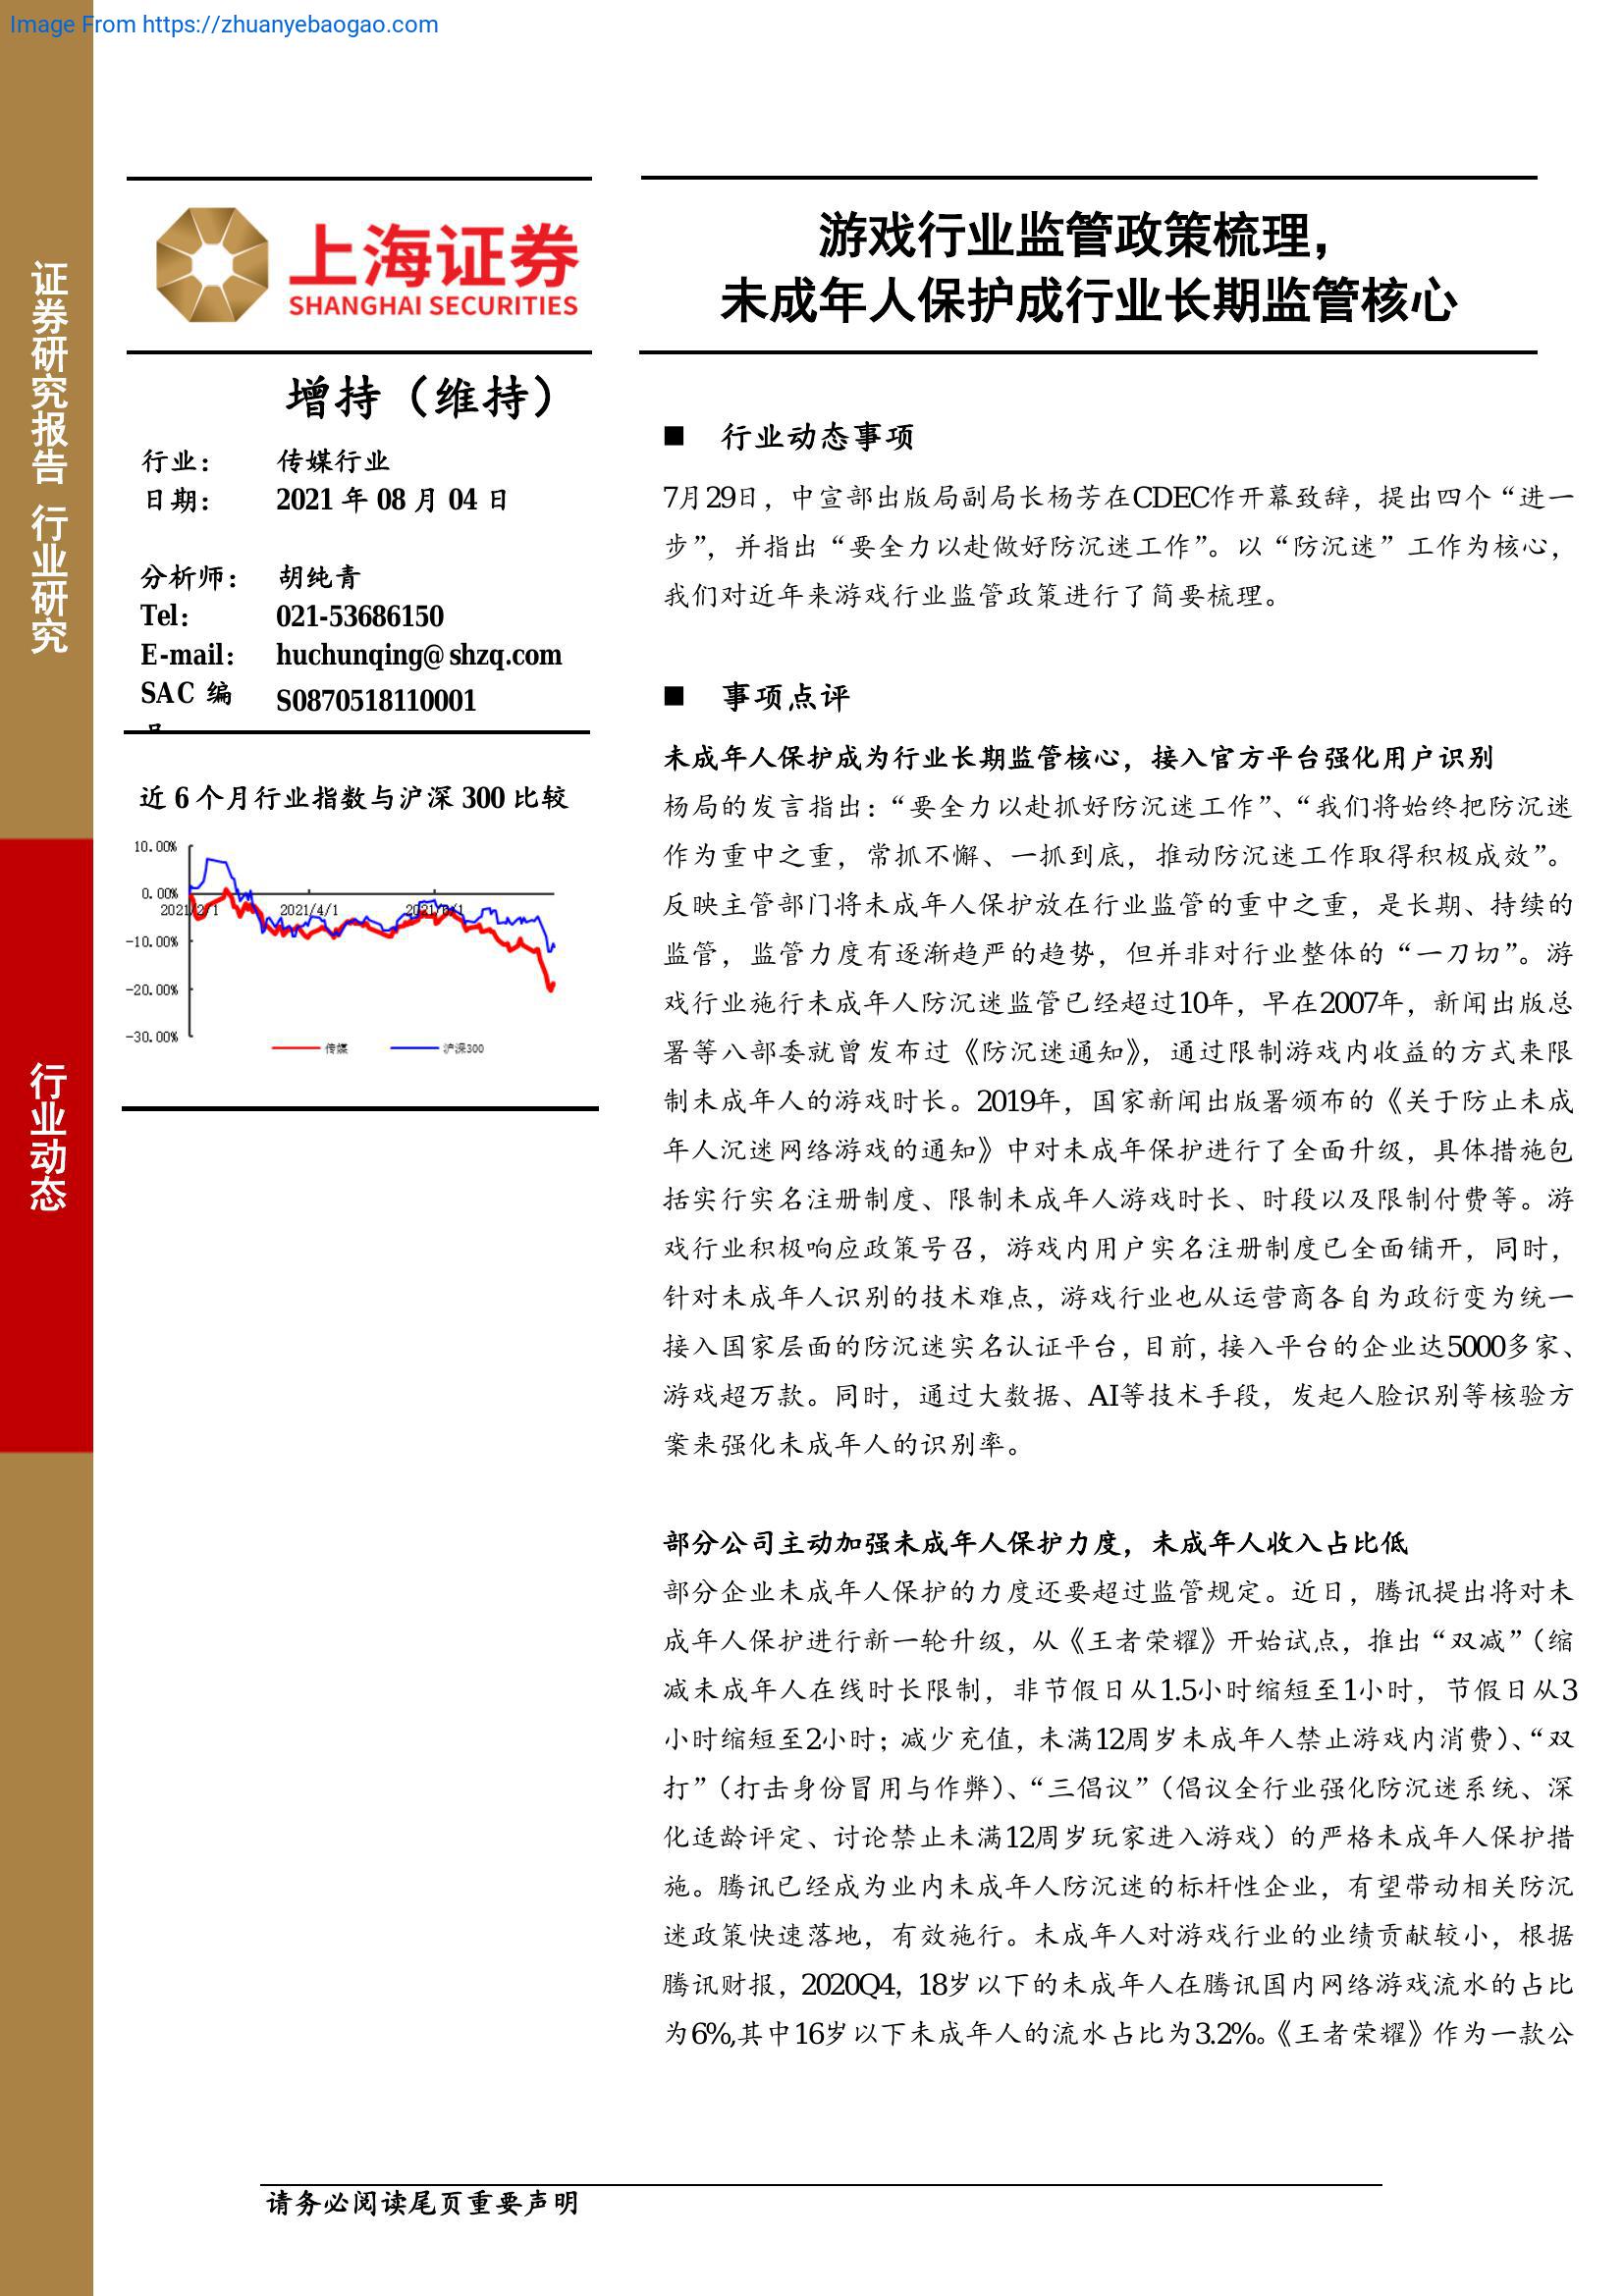 Image From https://zhuanyebaogao.com
证券研究报告 行业研究
行业动态
上海证券
SHANGHAI SECURITIES
游戏行业监管政策梳理，
未成年人保护成行业长期监管核心
增持（维持）
行业： 传媒行业
日期： 2021 年 08 月 04 日
分析师： 胡纯青
Tel： 021-53686150
E-mail： huchunqing@shzq.com
SAC 编 S0870518110001
近 6 个月行业指数与沪深 300 比较
10.00%
0.00%
2021/2/1 2021/4/1 2021/6/1
-10.00%
-20.00%
-30.00%
传媒 沪深300
■ 行业动态事项
7月29日，中宣部出版局副局长杨芳在CDEC作开幕致辞，提出四个“进一
步”，并指出“要全力以赴做好防沉迷工作”。以“防沉迷”工作为核心，
我们对近年来游戏行业监管政策进行了简要梳理。
■ 事项点评
未成年人保护成为行业长期监管核心，接入官方平台强化用户识别
杨局的发言指出：“要全力以赴抓好防沉迷工作”、“我们将始终把防沉迷
作为重中之重，常抓不懈、一抓到底，推动防沉迷工作取得积极成效”。
反映主管部门将未成年人保护放在行业监管的重中之重，是长期、持续的
监管，监管力度有逐渐趋严的趋势，但并非对行业整体的“一刀切”。游
戏行业施行未成年人防沉迷监管已经超过10年，早在2007年，新闻出版总
署等八部委就曾发布过《防沉迷通知》，通过限制游戏内收益的方式来限
制未成年人的游戏时长。2019年，国家新闻出版署颁布的《关于防止未成
年人沉迷网络游戏的通知》中对未成年保护进行了全面升级，具体措施包
括实行实名注册制度、限制未成年人游戏时长、时段以及限制付费等。游
戏行业积极响应政策号召，游戏内用户实名注册制度已全面铺开，同时，
针对未成年人识别的技术难点，游戏行业也从运营商各自为政衍变为统一
接入国家层面的防沉迷实名认证平台，目前，接入平台的企业达5000多家、
游戏超万款。同时，通过大数据、AI等技术手段，发起人脸识别等核验方
案来强化未成年人的识别率。
部分公司主动加强未成年人保护力度，未成年人收入占比低
部分企业未成年人保护的力度还要超过监管规定。近日，腾讯提出将对未
成年人保护进行新一轮升级，从《王者荣耀》开始试点，推出“双减”（缩
减未成年人在线时长限制，非节假日从1.5小时缩短至1小时，节假日从3
小时缩短至2小时；减少充值，未满12周岁未成年人禁止游戏内消费）、“双
打”（打击身份冒用与作弊）、“三倡议”（倡议全行业强化防沉迷系统、深
化适龄评定、讨论禁止未满12周岁玩家进入游戏）的严格未成年人保护措
施。腾讯已经成为业内未成年人防沉迷的标杆性企业，有望带动相关防沉
迷政策快速落地，有效施行。未成年人对游戏行业的业绩贡献较小，根据
腾讯财报，2020Q4，18岁以下的未成年人在腾讯国内网络游戏流水的占比
为6%,其中16岁以下未成年人的流水占比为3.2%。《王者荣耀》作为一款公
请务必阅读尾页重要声明